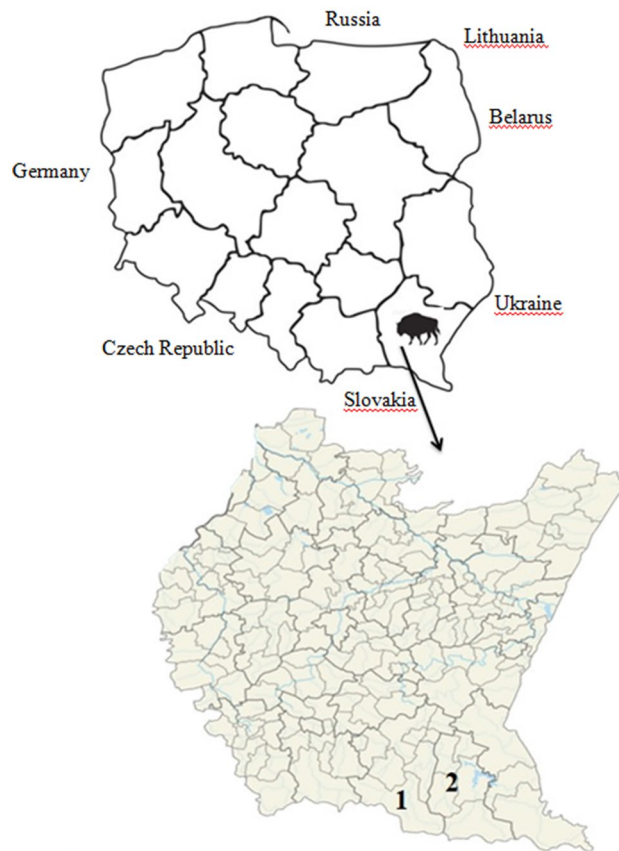 Russia
Lithuania
Belarus
Germany
Ukraine
Czech Republic
Slovakia
1
2